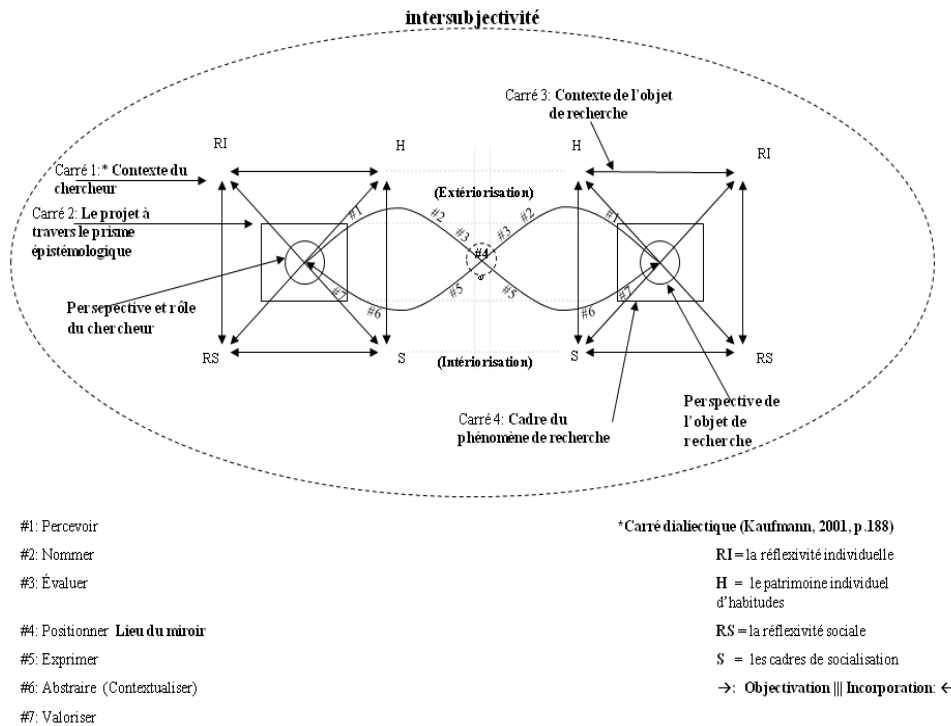 intersubjectivité
Carré 3: Contexte de l'objet
de recherche
RI
H
H
RI
Carré 1:* Contexte du
chercheur
(Extériorisation)
Carré 2: Le projet à
travers le prisme
épistémologique
#1
#2
#3
#3
#2
#1
#4
Persepective et rôle
du chercheur
#7
#6
#5
#5
#6
#7
RS
S
(Intériorisation)
S
RS
Carré 4: Cadre du
phénomène de recherche
Perspective de
l'objet de
recherche
#1: Percevoir
#2: Nommer
#3: Évaluer
#4: Positionner Lieu du miroir
#5: Exprimer
#6: Abstraire (Contextualiser)
#7: Valoriser
*Carré dialiectique (Kaufmann, 2001, p.188)
RI = la réflexivité individuelle
H = le patrimoine individuel
d'habitudes
RS = la réflexivité sociale
S = les cadres de socialisation
→: Objectivation ||| Incorporation: ←